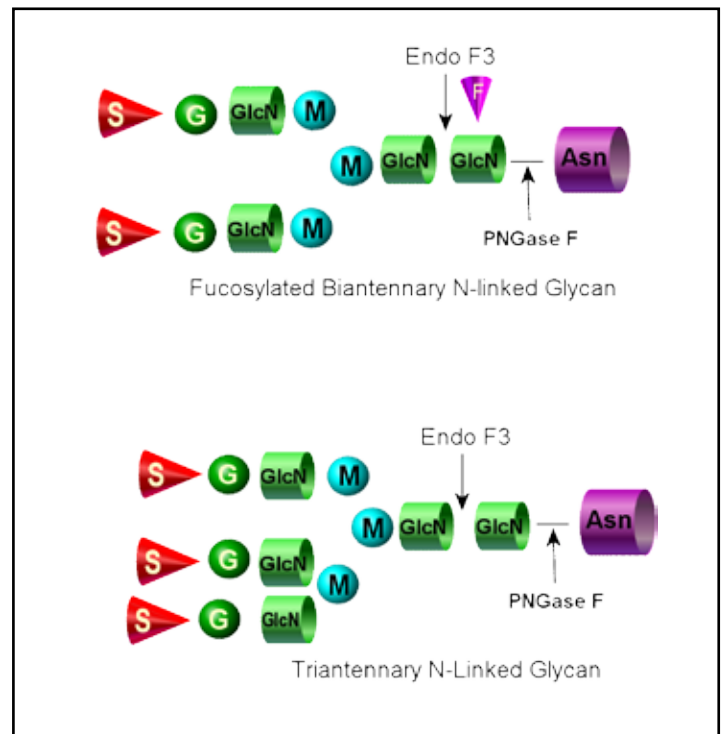 Endo F3
F
S G GlcN M
M GlcN GlcN Asn
S G GlcN M
PNGase F
Fucosylated Biantennary N-linked Glycan
Endo F3
S G GlcN M
M GlcN GlcN Asn
S G GlcN M
PNGase F
S G GlcN
Triantennary N-Linked Glycan